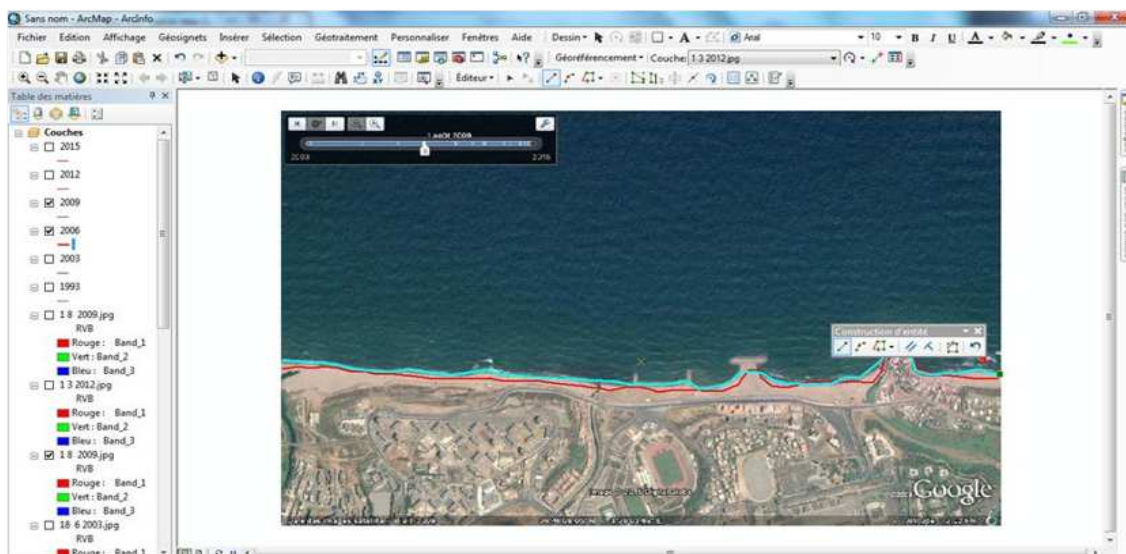 Sans nom - ArcMap - ArcInfo
Fichier Edition Affichage Géosignets Insérer Sélection Géotraitement Personnaliser Fenêtres Aide Dessin A Arial 10 B I U A
Géoréférencement Couche: 1 3 2012.jpg
Éditeur
Table des matières
Couches
2015
2012
2009
2006
2003
1993
1 8 2009.jpg
RVB
Rouge : Band_1
Vert : Band_2
Bleu : Band_3
1 3 2012.jpg
RVB
Rouge : Band_1
Vert : Band_2
Bleu : Band_3
1 8 2009.jpg
RVB
Rouge : Band_1
Vert : Band_2
Bleu : Band_3
18 6 2003.jpg
RVB
Rouge : Band_1
août 2009
2003
Construction d'entité
Google